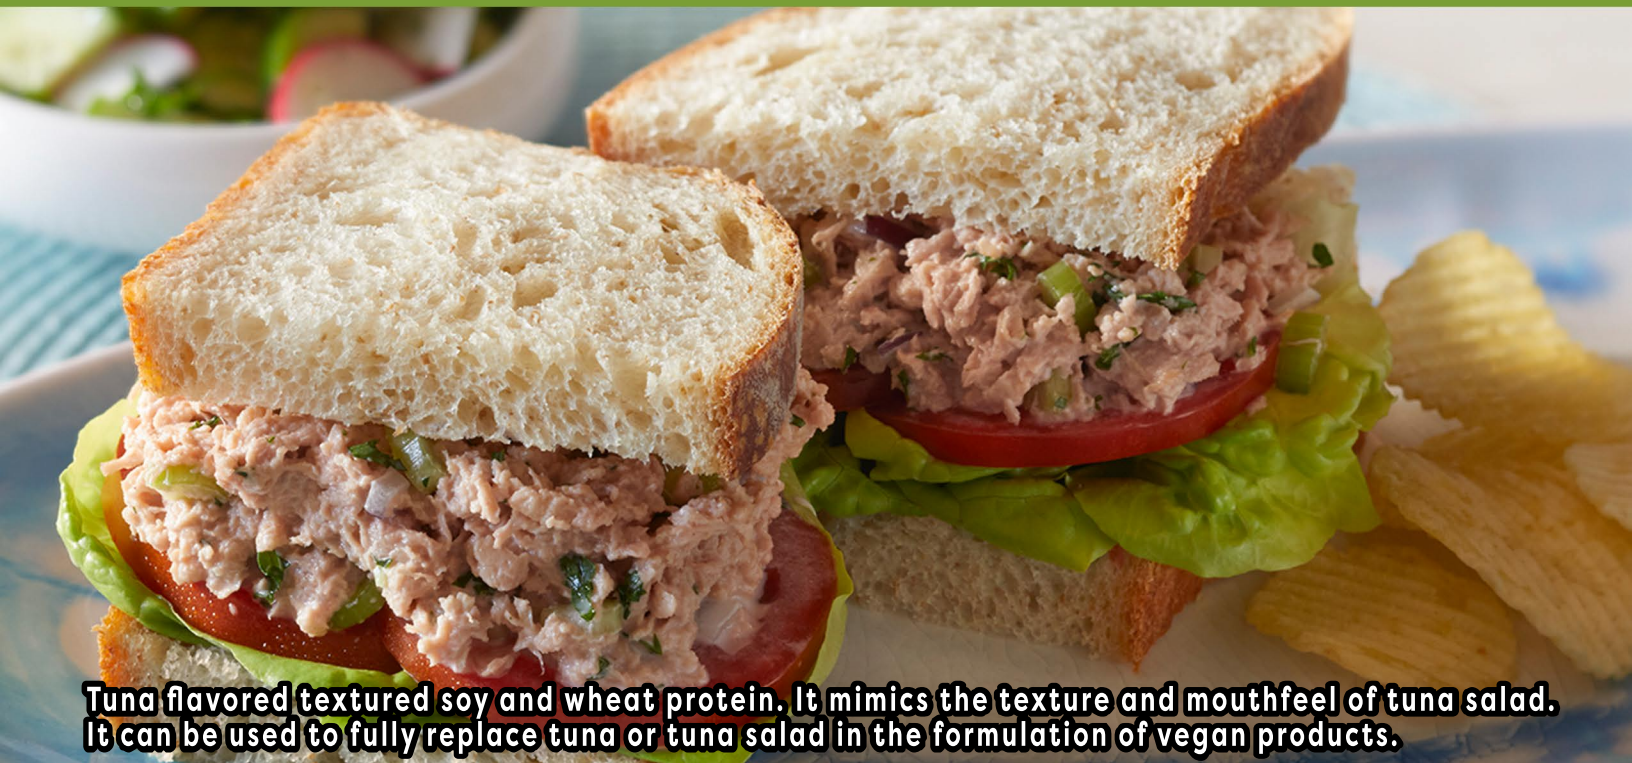 Tuna flavored textured soy and wheat protein. It mimics the texture and mouthfeel of tuna salad.
It can be used to fully replace tuna or tuna salad in the formulation of vegan products.